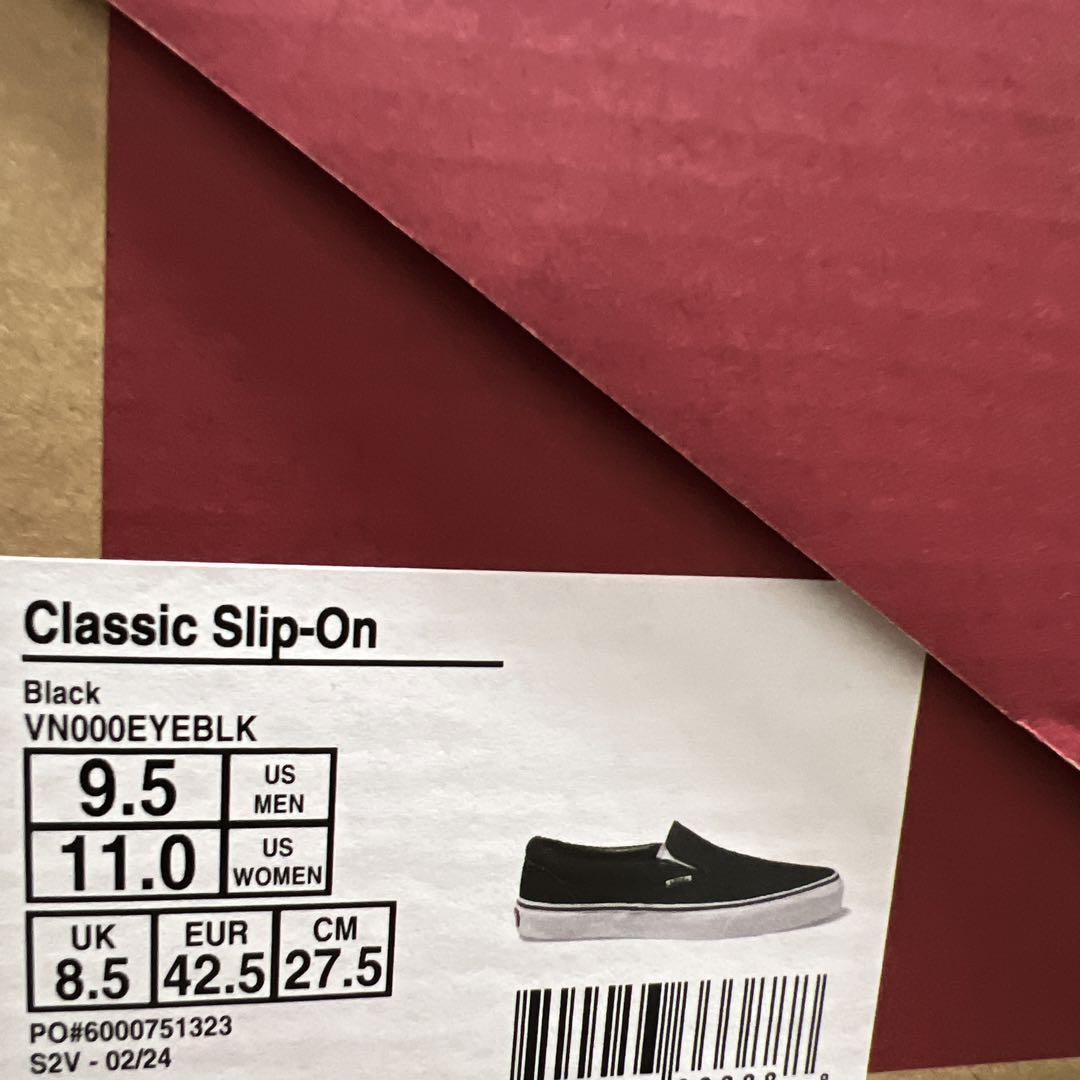 Classic Slip-On
Black
VN000EYEBLK
9.5 US MEN
11.0 US WOMEN
UK EUR CM
8.5 42.5 27.5
PO#6000751323
S2V - 02/24